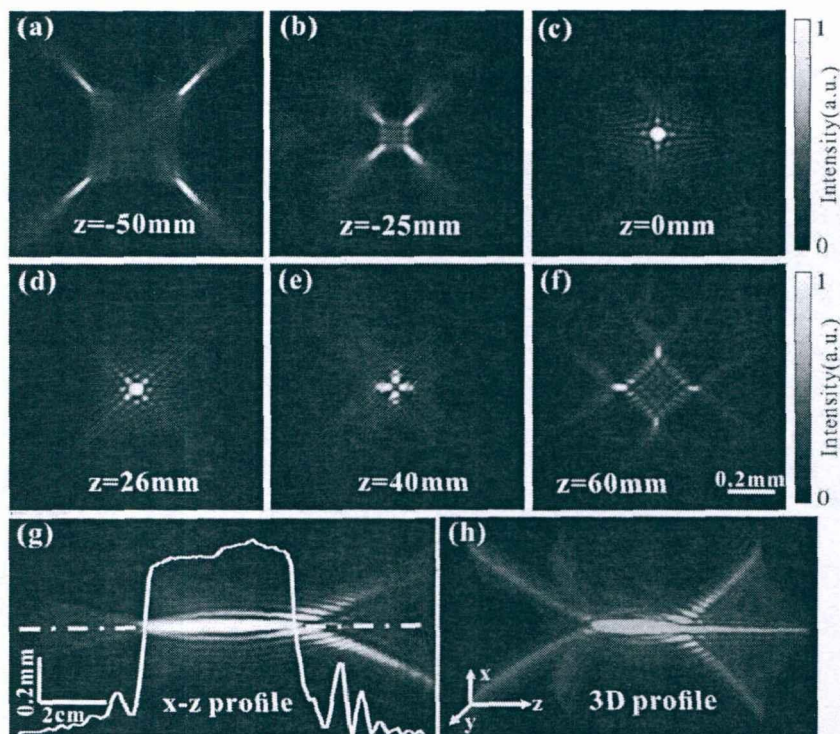 (a)
z=-50mm
(b)
z=-25mm
(c)
z=0mm
1
Intensity(a.u.)
0
(d)
z=26mm
(e)
z=40mm
(f)
z=60mm
0.2mm
1
Intensity(a.u.)
0
(g)
0.2mm
2cm
x-z profile
(h)
x
y
z
3D profile